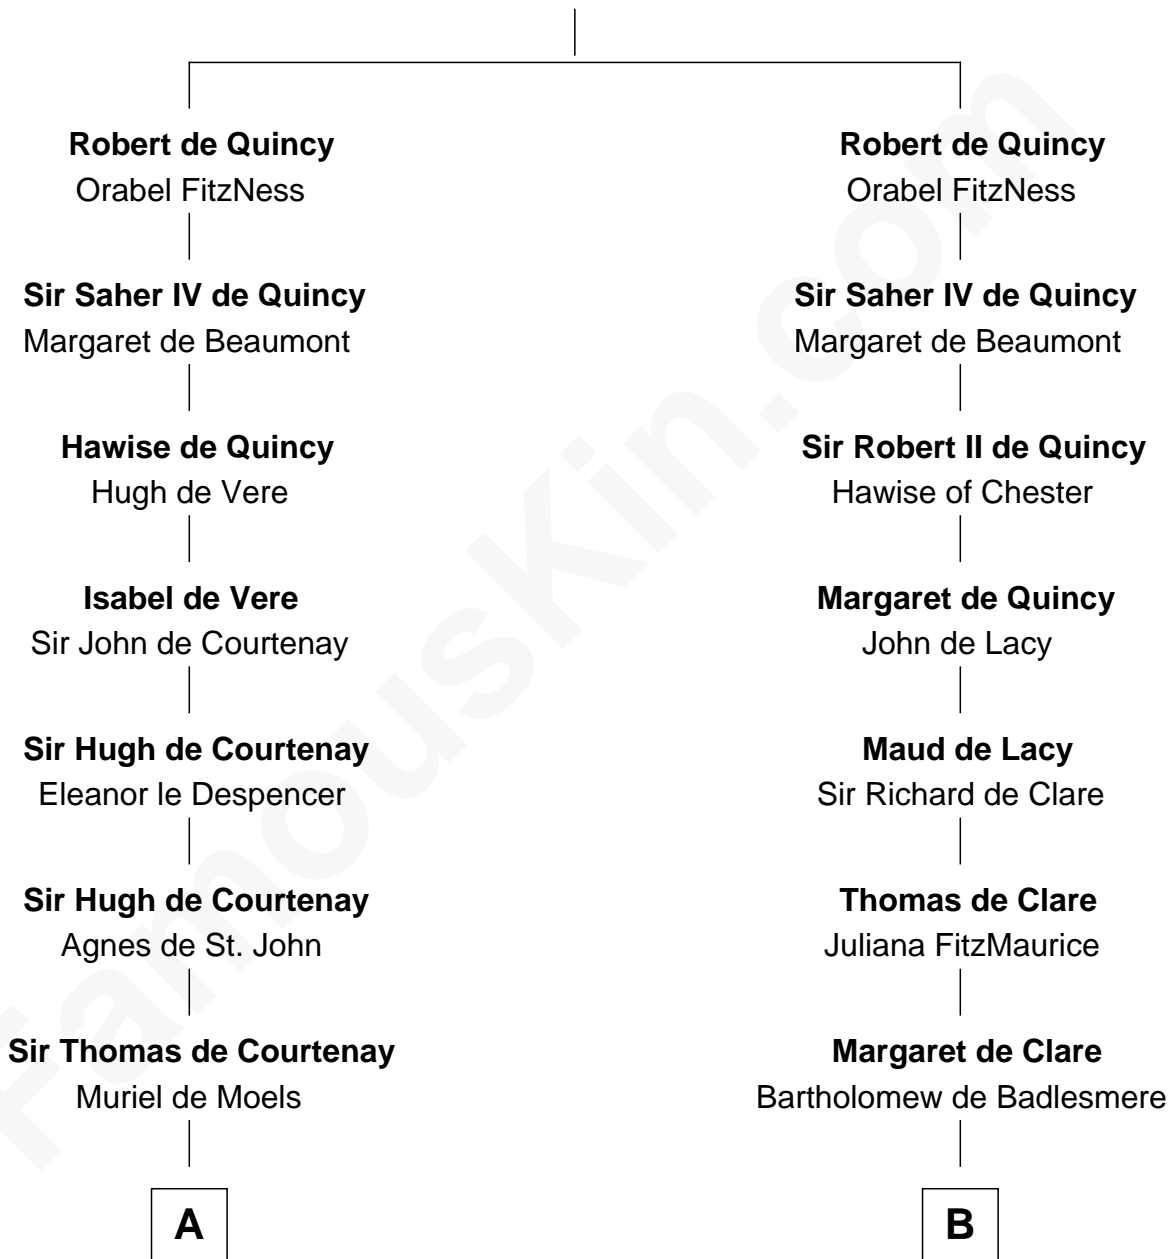 Robert de Quincy
Orabel FitzNess
Sir Saher IV de Quincy
Margaret de Beaumont
Hawise de Quincy
Hugh de Vere
Isabel de Vere
Sir John de Courtenay
Sir Hugh de Courtenay
Eleanor le Despencer
Sir Hugh de Courtenay
Agnes de St. John
Sir Thomas de Courtenay
Muriel de Moels
A
Robert de Quincy
Orabel FitzNess
Sir Saher IV de Quincy
Margaret de Beaumont
Sir Robert II de Quincy
Hawise of Chester
Margaret de Quincy
John de Lacy
Maud de Lacy
Sir Richard de Clare
Thomas de Clare
Juliana FitzMaurice
Margaret de Clare
Bartholomew de Badlesmere
B
FamousKin.com